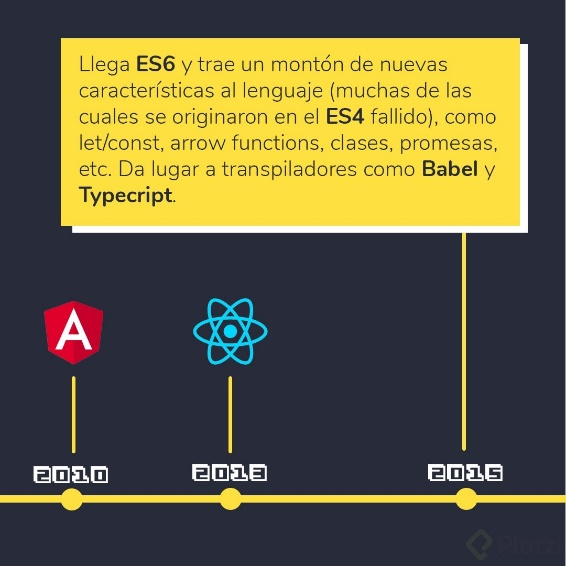 Llega ES6 y trae un montón de nuevas
características al lenguaje (muchas de las
cuales se originaron en el ES4 fallido), como
let/const, arrow functions, clases, promesas,
etc. Da lugar a transpiladores como Babel y
Typecript.
A
2010
2013
2015
Platzi